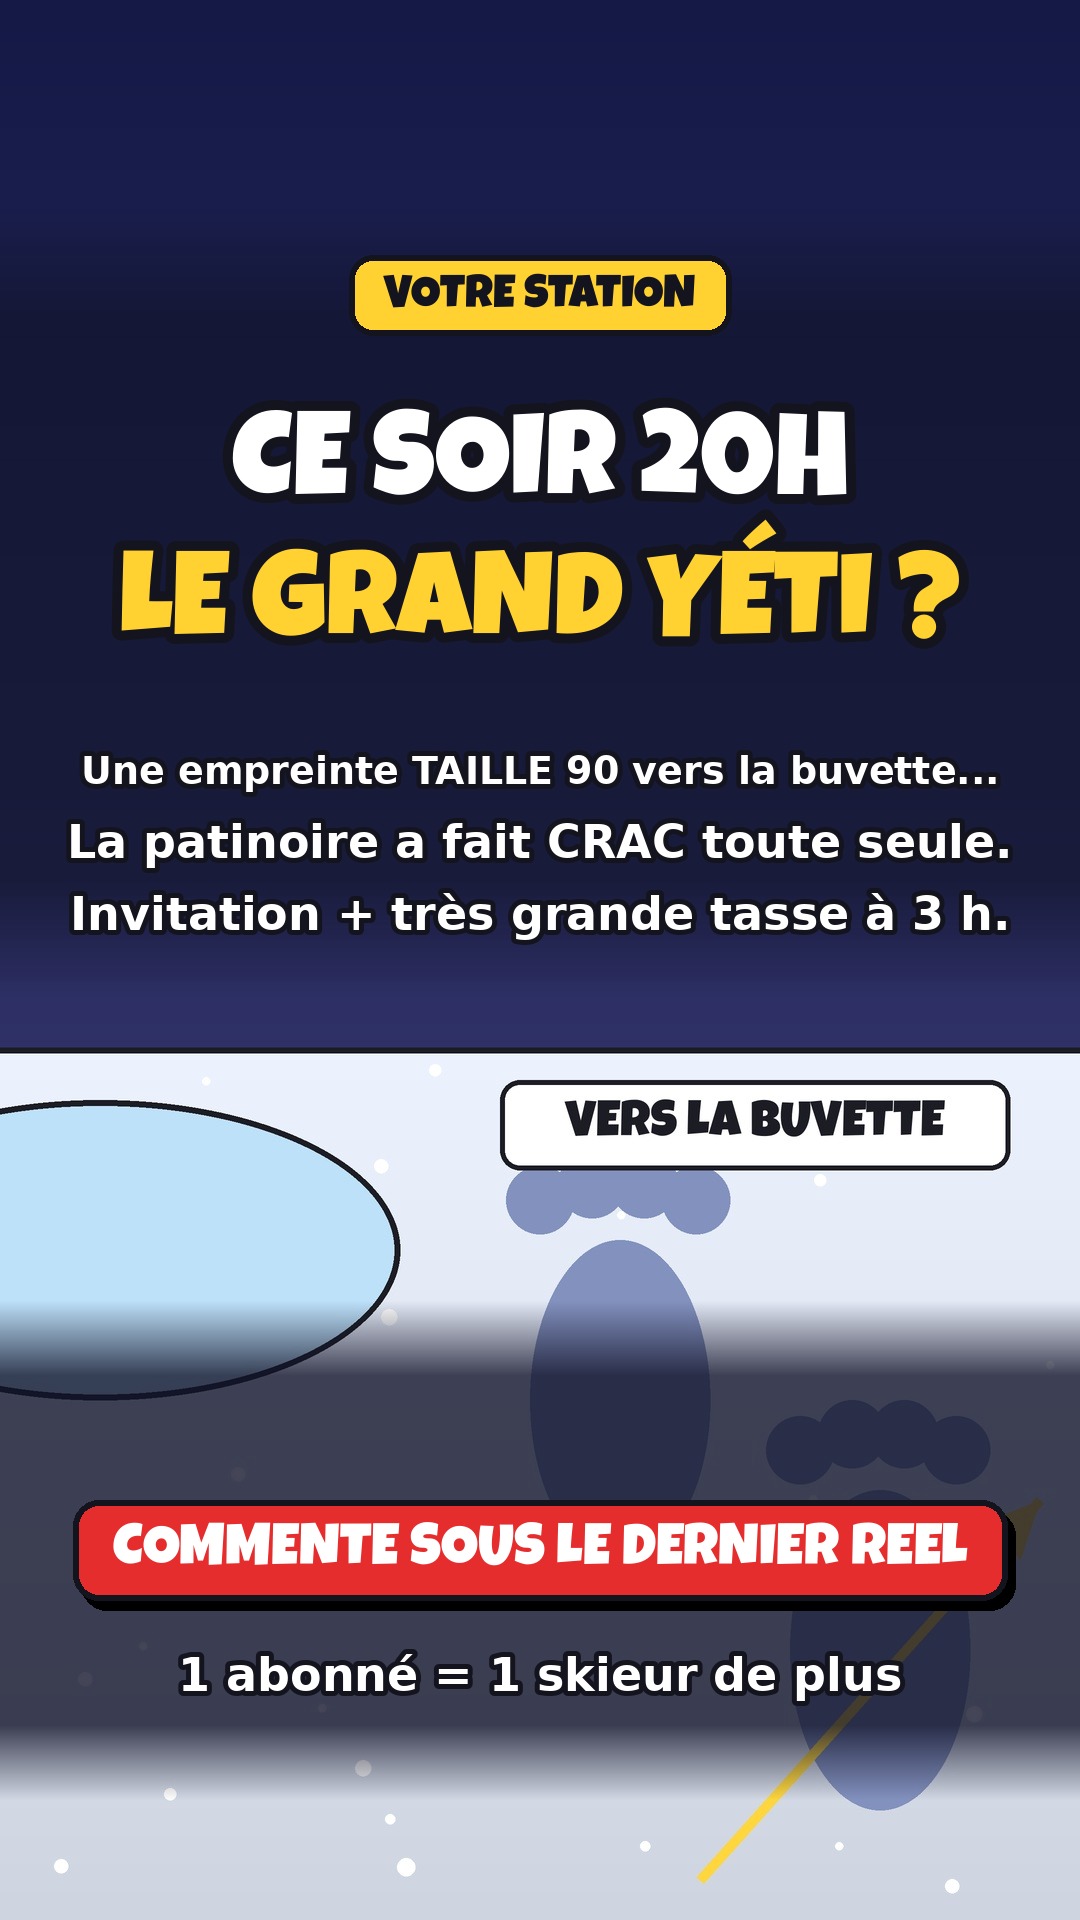 VOTRE STATION
CE SOIR 20H
LE GRAND YÉTI ?
Une empreinte TAILLE 90 vers la buvette...
La patinoire a fait CRAC toute seule.
Invitation + très grande tasse à 3 h.
VERS LA BUVETTE
COMMENTE SOUS LE DERNIER REEL
1 abonné = 1 skieur de plus